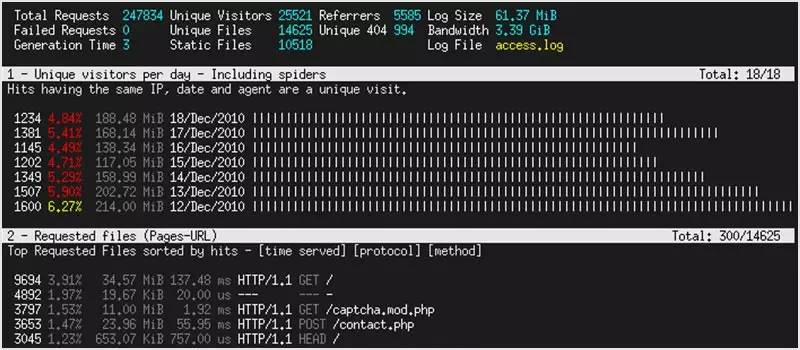 Total Requests 247834 Unique Visitors 25521 Referrers 5585 Log Size 61.37 MiB
Failed Requests 0 Unique Files 14625 Unique 404 994 Bandwidth 3.39 GiB
Generation Time 3 Static Files 10518 Log File access.log
1 - Unique visitors per day - Including spiders Total: 18/18
Hits having the same IP, date and agent are a unique visit.
1234 4.84% 188.48 MiB 18/Dec/2010
1381 5.41% 168.14 MiB 17/Dec/2010
1145 4.49% 138.34 MiB 16/Dec/2010
1202 4.71% 117.05 MiB 15/Dec/2010
1349 5.29% 158.99 MiB 14/Dec/2010
1507 5.90% 202.72 MiB 13/Dec/2010
1600 6.27% 214.00 MiB 12/Dec/2010
2 - Requested files (Pages-URL) Total: 300/14625
Top Requested Files sorted by hits - [time served] [protocol] [method]
9694 3.91% 34.57 MiB 137.48 ms HTTP/1.1 GET /
4892 1.97% 19.67 KiB 20.00 us --- --- -
3797 1.53% 11.00 MiB 1.92 ms HTTP/1.1 GET /captcha.mod.php
3653 1.47% 23.96 MiB 55.95 ms HTTP/1.1 POST /contact.php
3045 1.23% 653.07 KiB 757.00 us HTTP/1.1 HEAD /